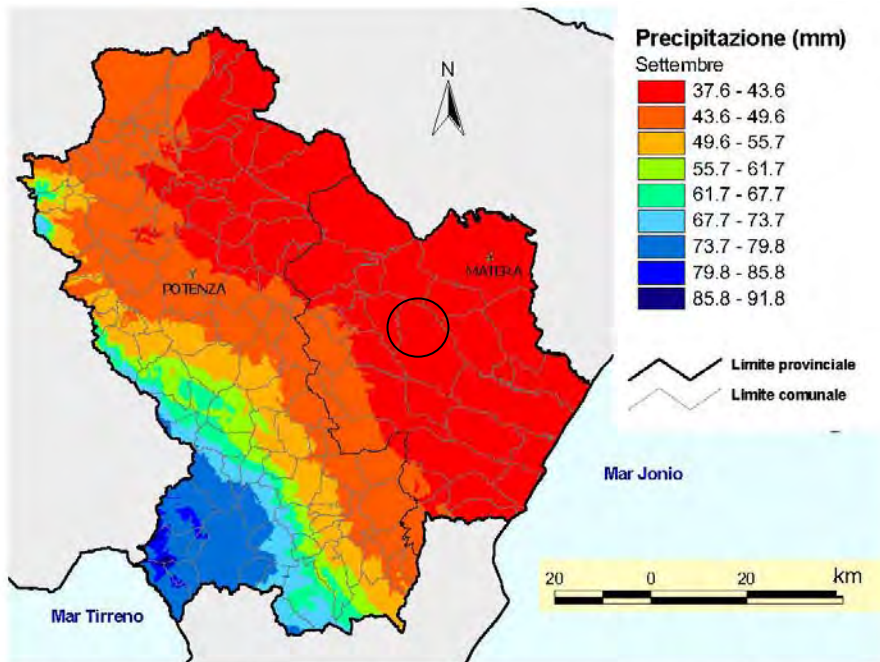 Precipitazione (mm)
Settembre
37.6 - 43.6
43.6 - 49.6
49.6 - 55.7
55.7 - 61.7
61.7 - 67.7
67.7 - 73.7
73.7 - 79.8
79.8 - 85.8
85.8 - 91.8
Limite provinciale
Limite comunale
N
MATERA
POTENZA
Mar Jonio
Mar Tirreno
20 0 20 km